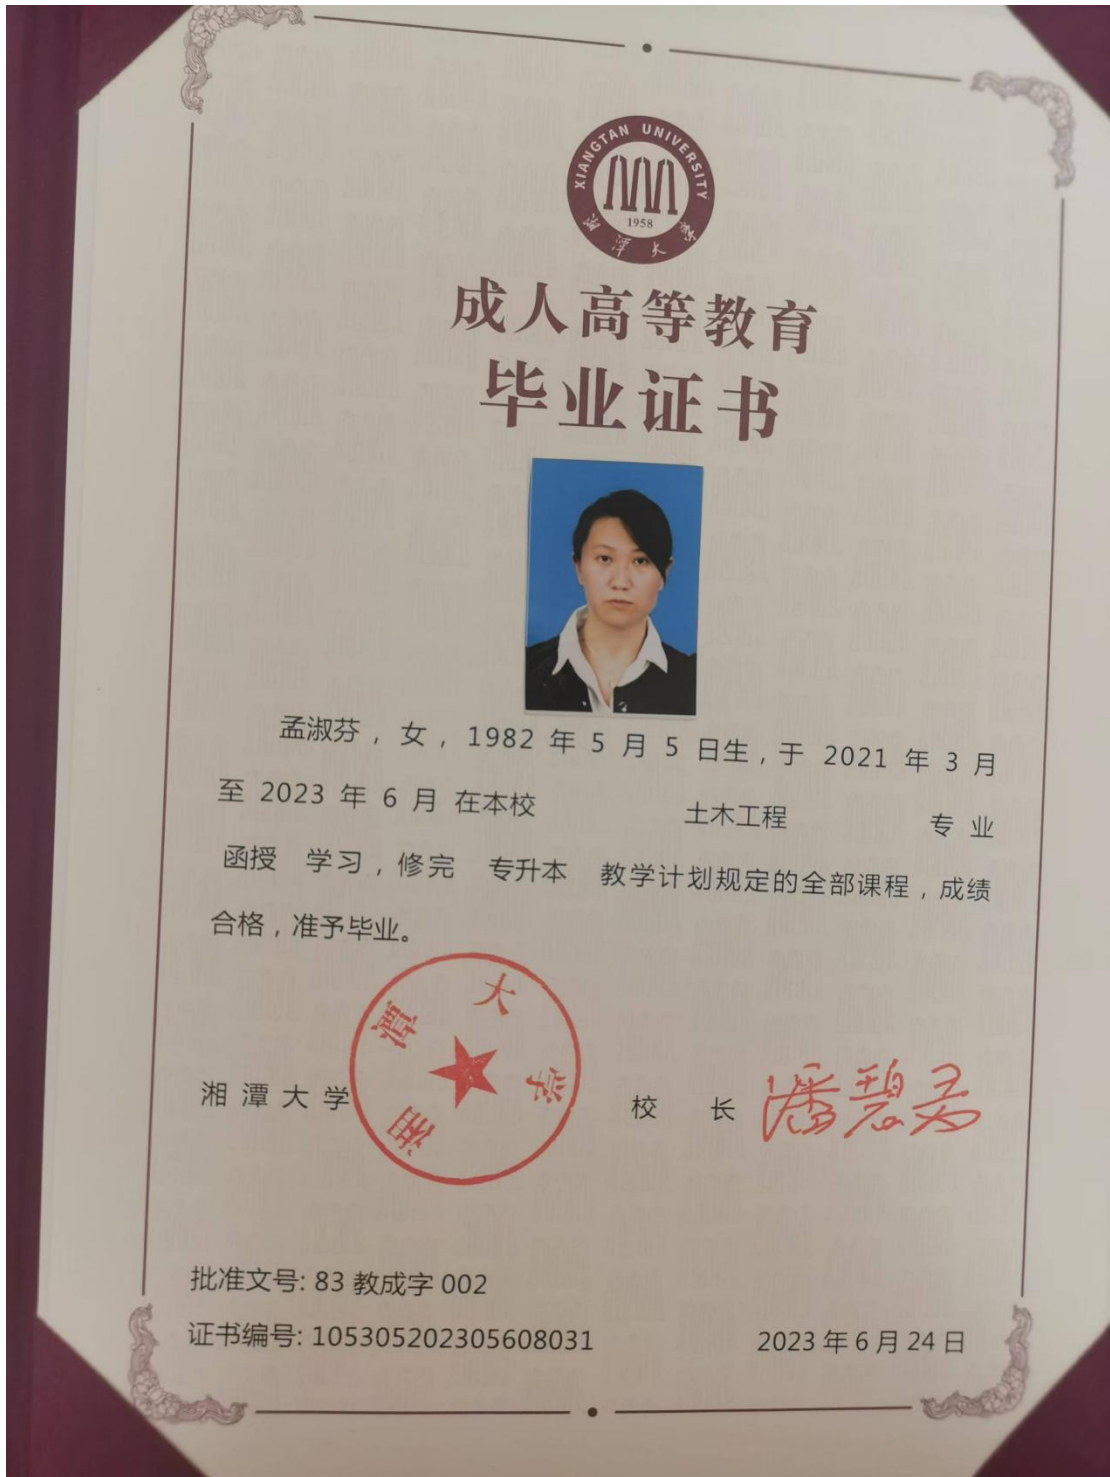 XIANGTAN UNIVERSITY
1958
湘潭大学
成人高等教育
毕业证书
孟淑芬，女，1982 年 5 月 5 日生，于 2021 年 3 月
至 2023 年 6 月 在本校 土木工程 专 业
函授 学习，修完 专升本 教学计划规定的全部课程，成绩
合格，准予毕业。
湘潭大学
湘 潭 大 学
校 长 潘碧灵
批准文号: 83 教成字 002
证书编号: 105305202305608031
2023 年 6 月 24 日